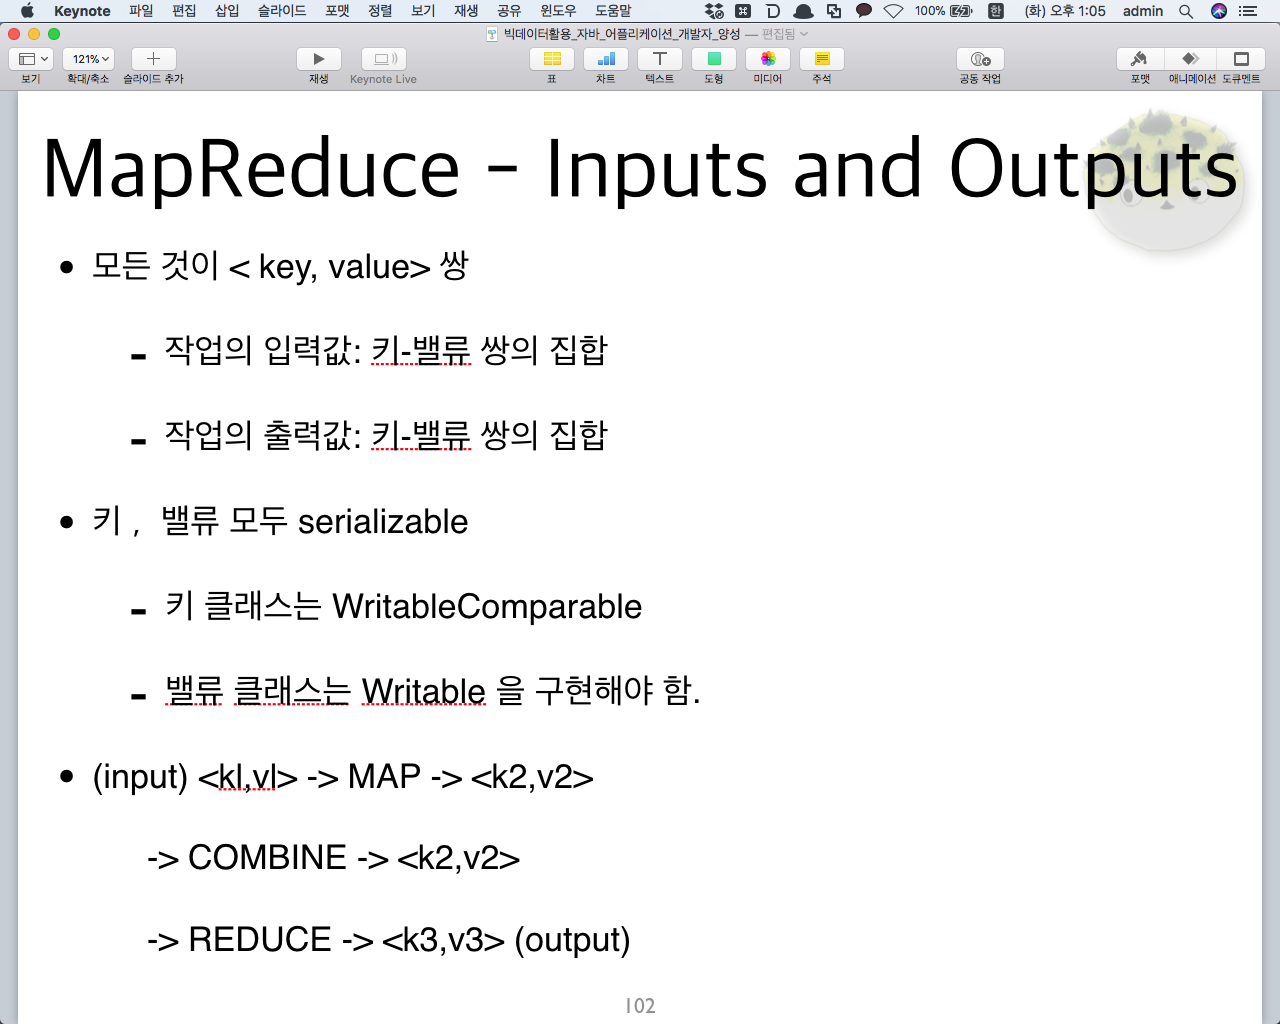 Keynote 파일 편집 삽입 슬라이드 포맷 정렬 보기 재생 공유 윈도우 도움말 100% 한 (화) 오후 1:05 admin
빅데이터활용_자바_어플리케이션_개발자_양성 — 편집됨
121%
보기 확대/축소 슬라이드 추가 재생 Keynote Live 표 차트 텍스트 도형 미디어 주석 공동 작업 포맷 애니메이션 도큐멘트
MapReduce - Inputs and Outputs
• 모든 것이 < key, value> 쌍
- 작업의 입력값: 키-밸류 쌍의 집합
- 작업의 출력값: 키-밸류 쌍의 집합
• 키 , 밸류 모두 serializable
- 키 클래스는 WritableComparable
- 밸류 클래스는 Writable 을 구현해야 함.
• (input) <kl,vl> -> MAP -> <k2,v2>
-> COMBINE -> <k2,v2>
-> REDUCE -> <k3,v3> (output)
102